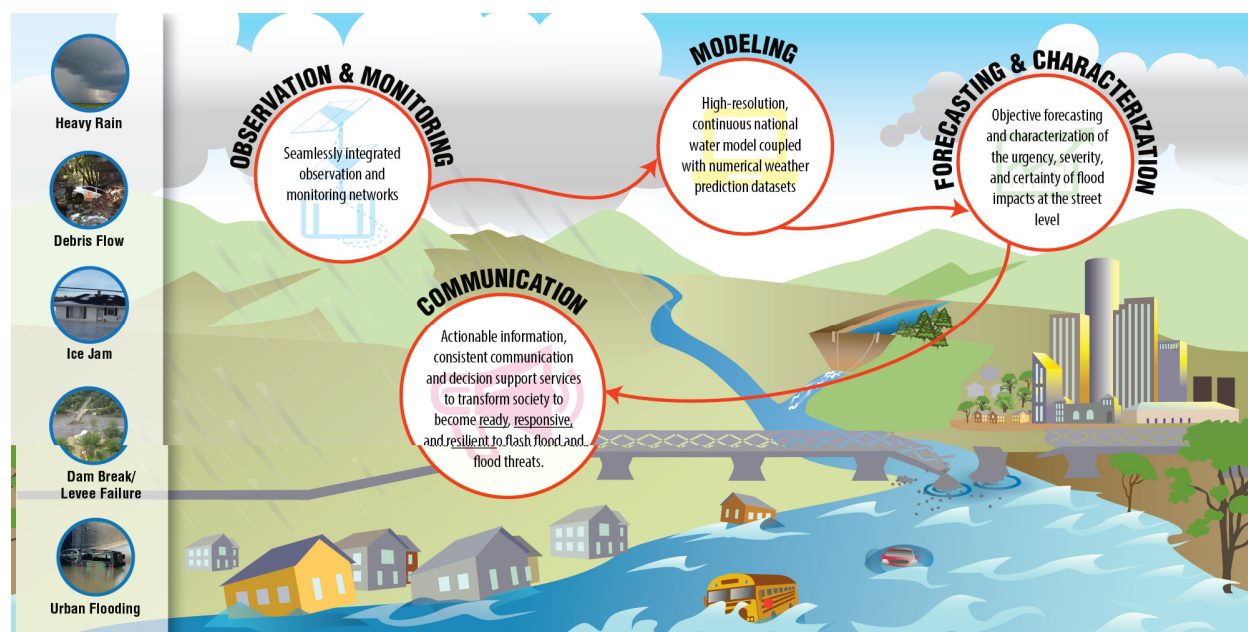 Heavy Rain
Debris Flow
Ice Jam
Dam Break/
Levee Failure
Urban Flooding
OBSERVATION & MONITORING
Seamlessly integrated
observation and
monitoring networks
MODELING
High-resolution,
continuous national
water model coupled
with numerical weather
prediction datasets
FORECASTING & CHARACTERIZATION
Objective forecasting
and characterization of
the urgency, severity,
and certainty of flood
impacts at the street
level
COMMUNICATION
Actionable information,
consistent communication
and decision support services
to transform society to
become ready, responsive,
and resilient to flash flood and
flood threats.